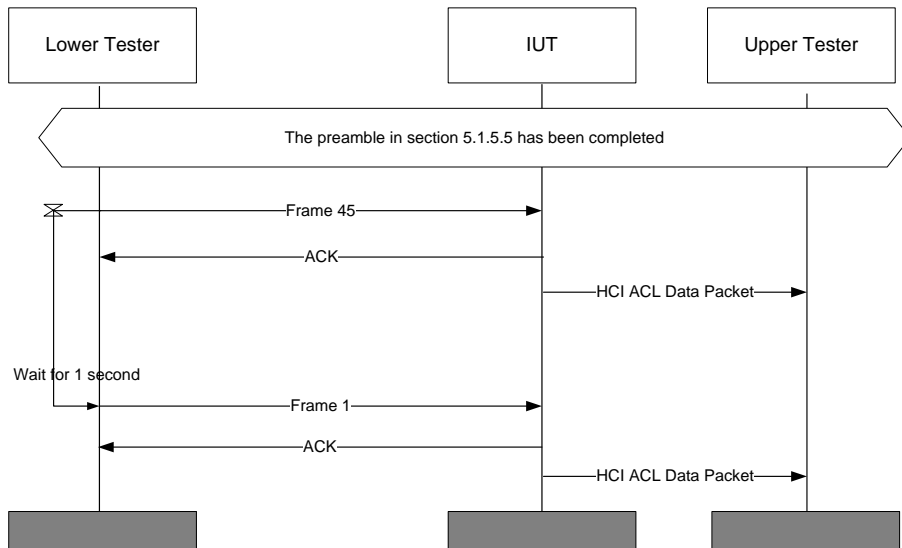 Lower Tester
IUT
Upper Tester
The preamble in section 5.1.5.5 has been completed
Frame 45
ACK
HCI ACL Data Packet
Wait for 1 second
Frame 1
ACK
HCI ACL Data Packet